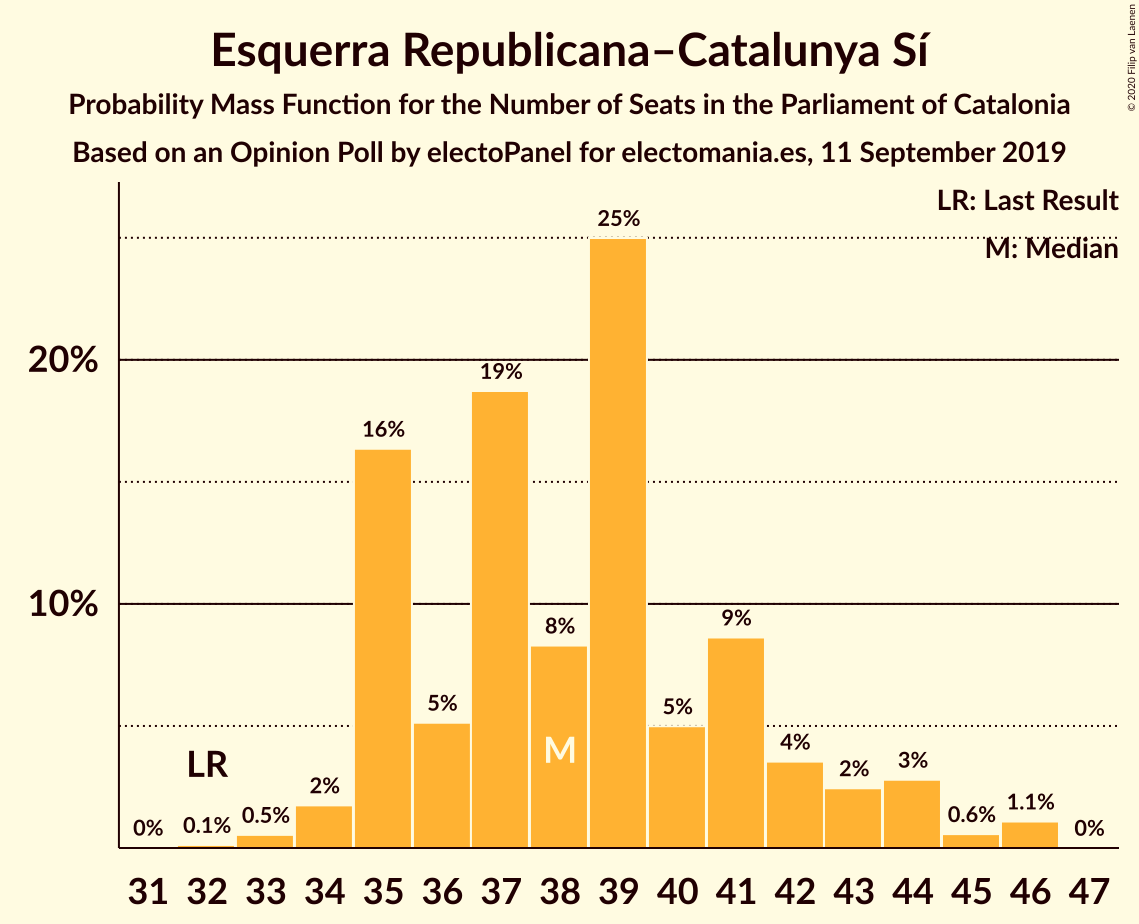 Esquerra Republicana–Catalunya Sí
Probability Mass Function for the Number of Seats in the Parliament of Catalonia
Based on an Opinion Poll by electoPanel for electomania.es, 11 September 2019
© 2020 Filip van Laenen
LR: Last Result
M: Median
20%
10%
0%
0.1%
0.5%
2%
16%
5%
19%
8%
25%
5%
9%
4%
2%
3%
0.6%
1.1%
0%
LR
M
31 32 33 34 35 36 37 38 39 40 41 42 43 44 45 46 47